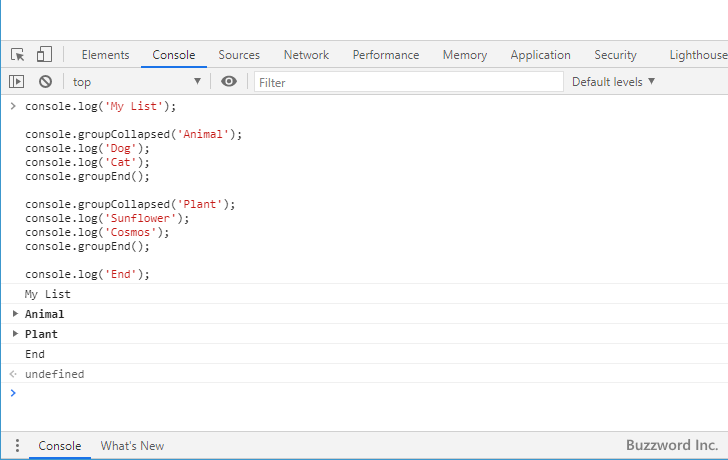 Elements Console Sources Network Performance Memory Application Security Lighthouse
top Filter Default levels
console.log('My List');
console.groupCollapsed('Animal');
console.log('Dog');
console.log('Cat');
console.groupEnd();
console.groupCollapsed('Plant');
console.log('Sunflower');
console.log('Cosmos');
console.groupEnd();
console.log('End');
My List
Animal
Plant
End
undefined
Console What's New Buzzword Inc.